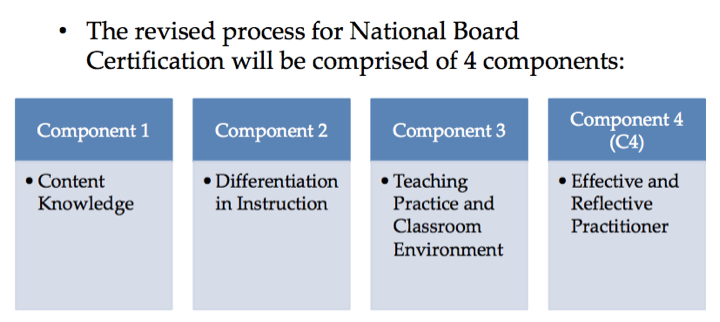 • The revised process for National Board
Certification will be comprised of 4 components:
Component 1
• Content
Knowledge
Component 2
• Differentiation
in Instruction
Component 3
• Teaching
Practice and
Classroom
Environment
Component 4
(C4)
• Effective and
Reflective
Practitioner